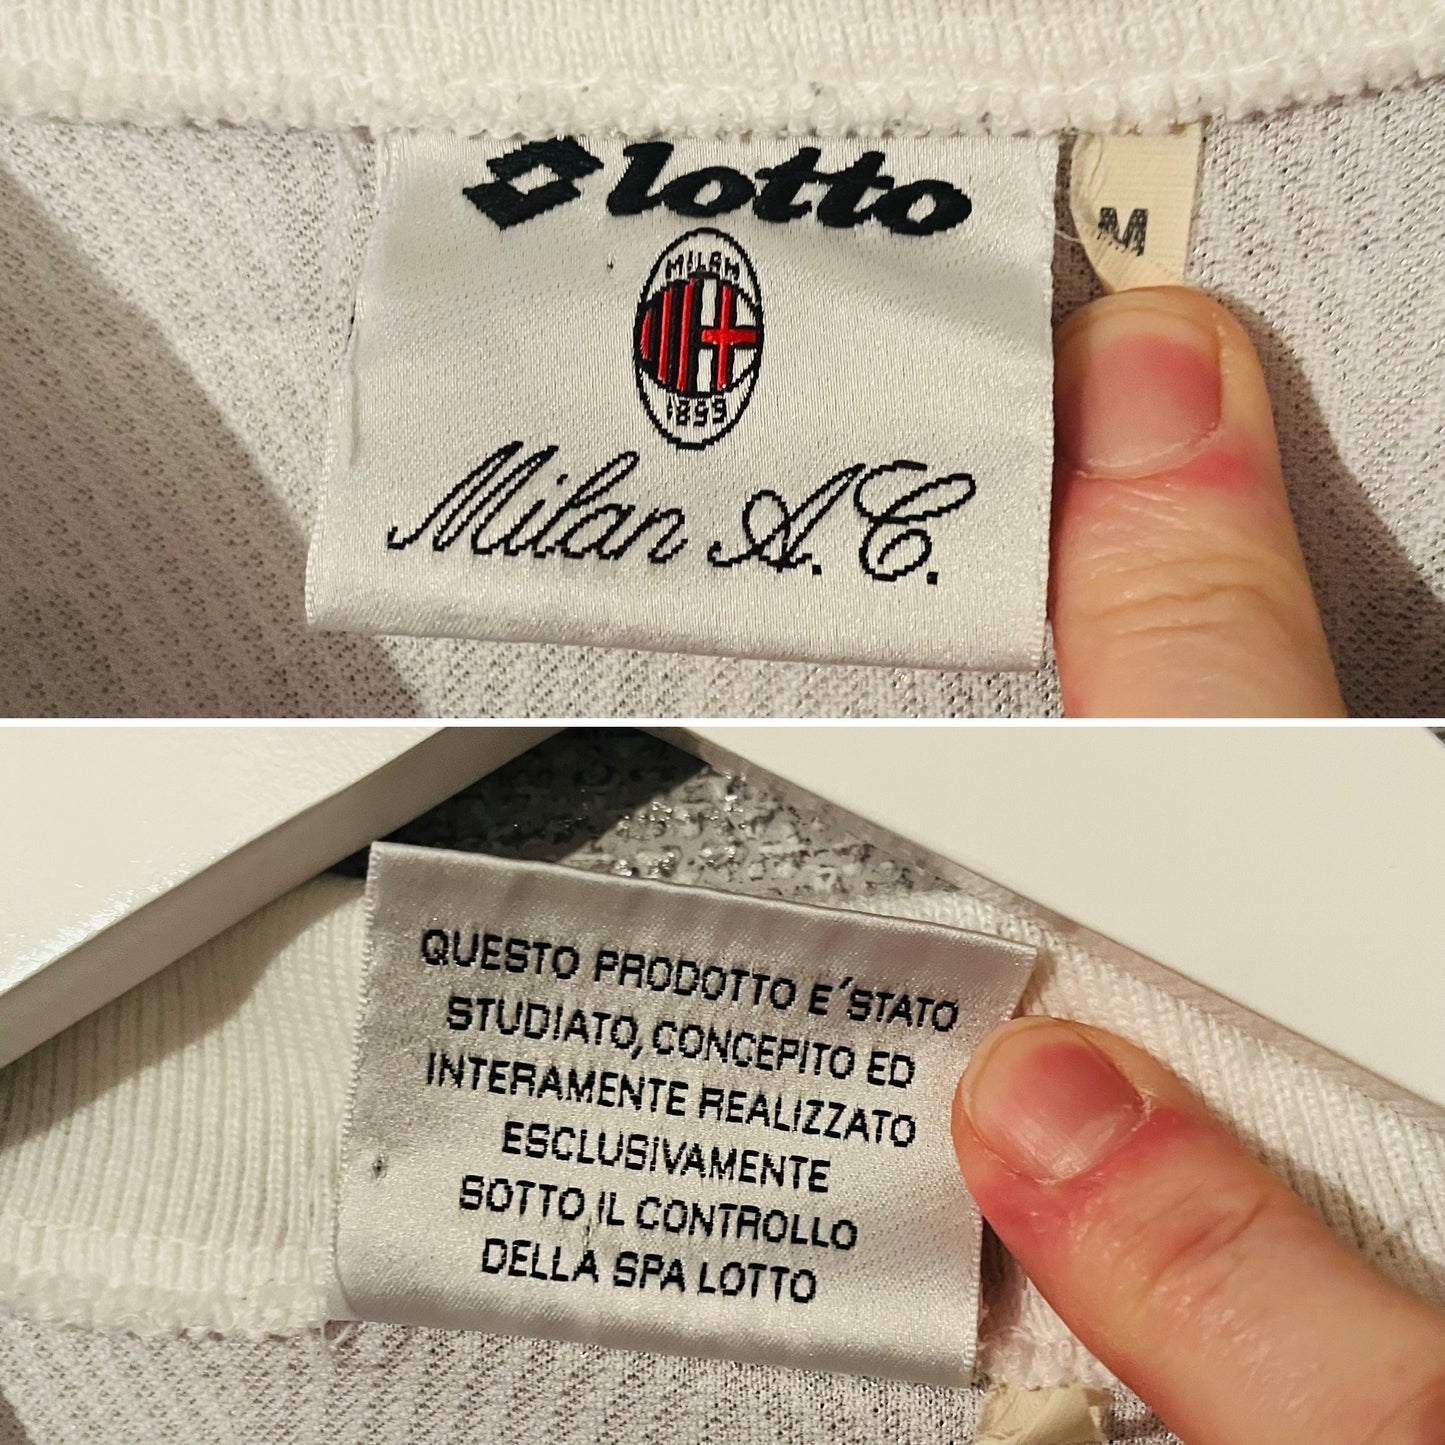 lotto
M
MILAN
1899
Milan A.C.
QUESTO PRODOTTO E´STATO
STUDIATO, CONCEPITO ED
INTERAMENTE REALIZZATO
ESCLUSIVAMENTE
SOTTO IL CONTROLLO
DELLA SPA LOTTO